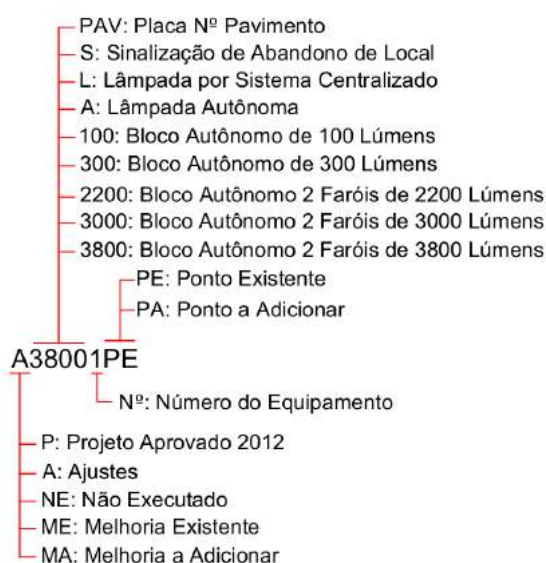 PAV: Placa Nº Pavimento
S: Sinalização de Abandono de Local
L: Lâmpada por Sistema Centralizado
A: Lâmpada Autônoma
100: Bloco Autônomo de 100 Lúmens
300: Bloco Autônomo de 300 Lúmens
2200: Bloco Autônomo 2 Faróis de 2200 Lúmens
3000: Bloco Autônomo 2 Faróis de 3000 Lúmens
3800: Bloco Autônomo 2 Faróis de 3800 Lúmens
PE: Ponto Existente
PA: Ponto a Adicionar
A38001PE
Nº: Número do Equipamento
P: Projeto Aprovado 2012
A: Ajustes
NE: Não Executado
ME: Melhoria Existente
MA: Melhoria a Adicionar